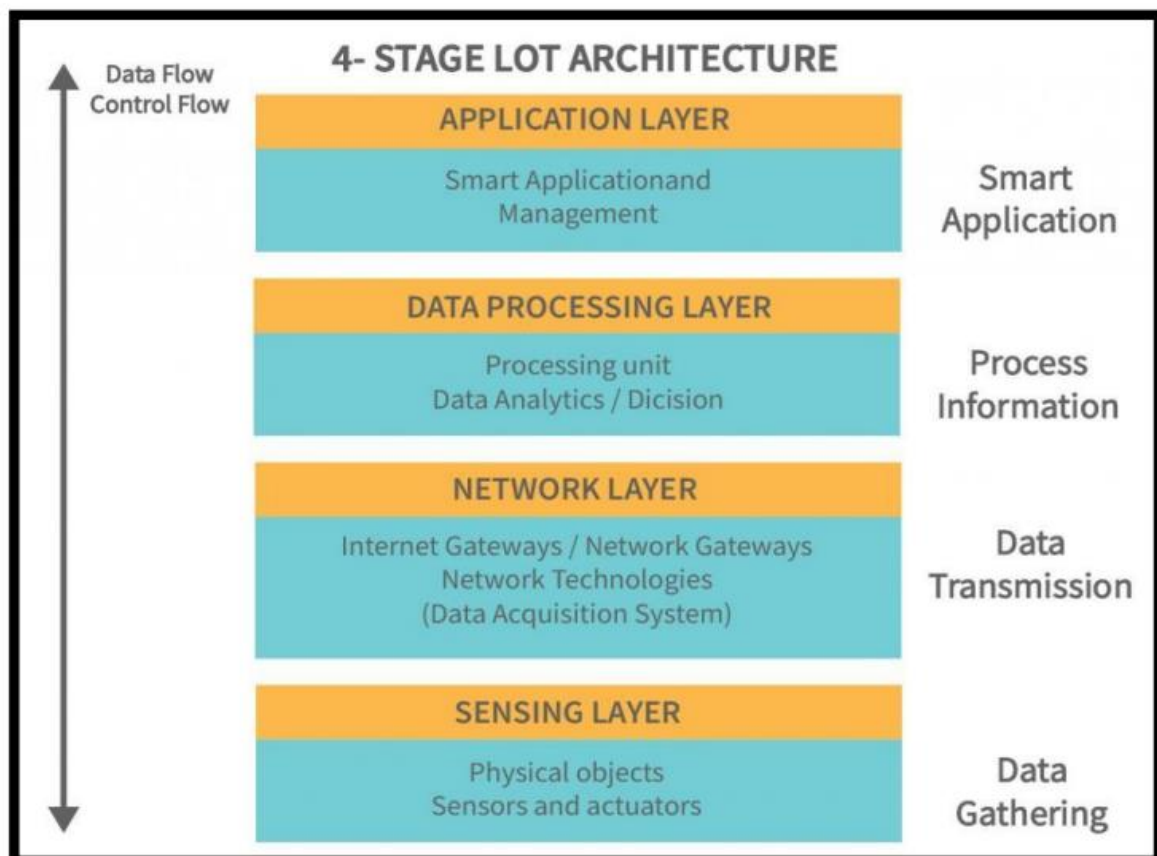 4- STAGE LOT ARCHITECTURE
Data Flow
Control Flow
APPLICATION LAYER
Smart Applicationand
Management
Smart
Application
DATA PROCESSING LAYER
Processing unit
Data Analytics / Dicision
Process
Information
NETWORK LAYER
Internet Gateways / Network Gateways
Network Technologies
(Data Acquisition System)
Data
Transmission
SENSING LAYER
Physical objects
Sensors and actuators
Data
Gathering